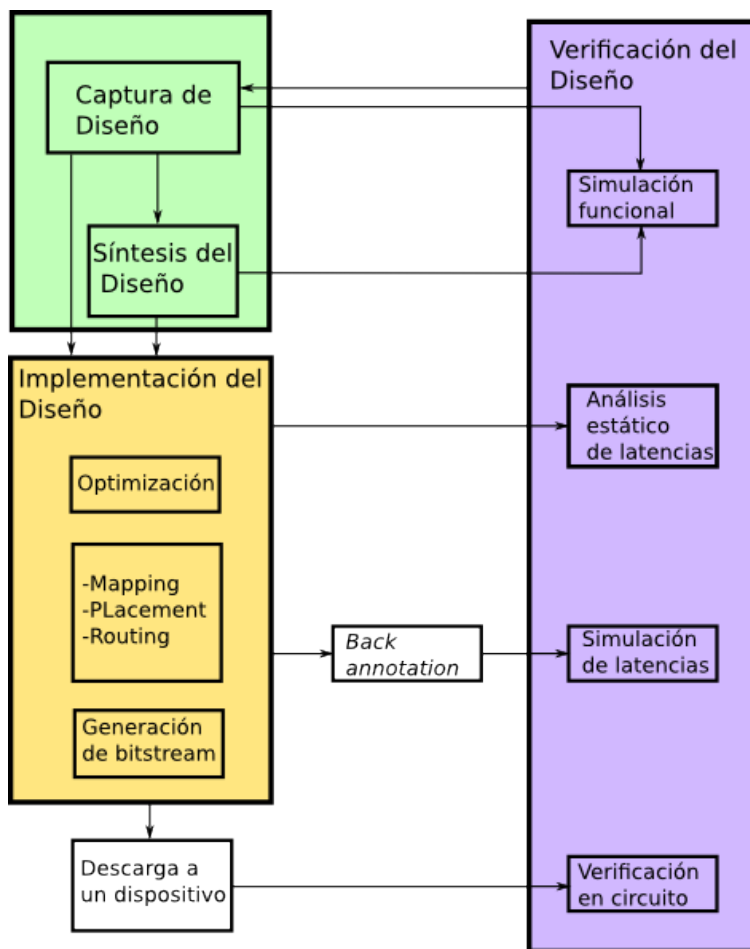 Captura de
Diseño
Síntesis del
Diseño
Implementación del
Diseño
Optimización
-Mapping
-PLacement
-Routing
Generación
de bitstream
Descarga a
un dispositivo
Back
annotation
Verificación del
Diseño
Simulación
funcional
Análisis
estático
de latencias
Simulación
de latencias
Verificación
en circuito